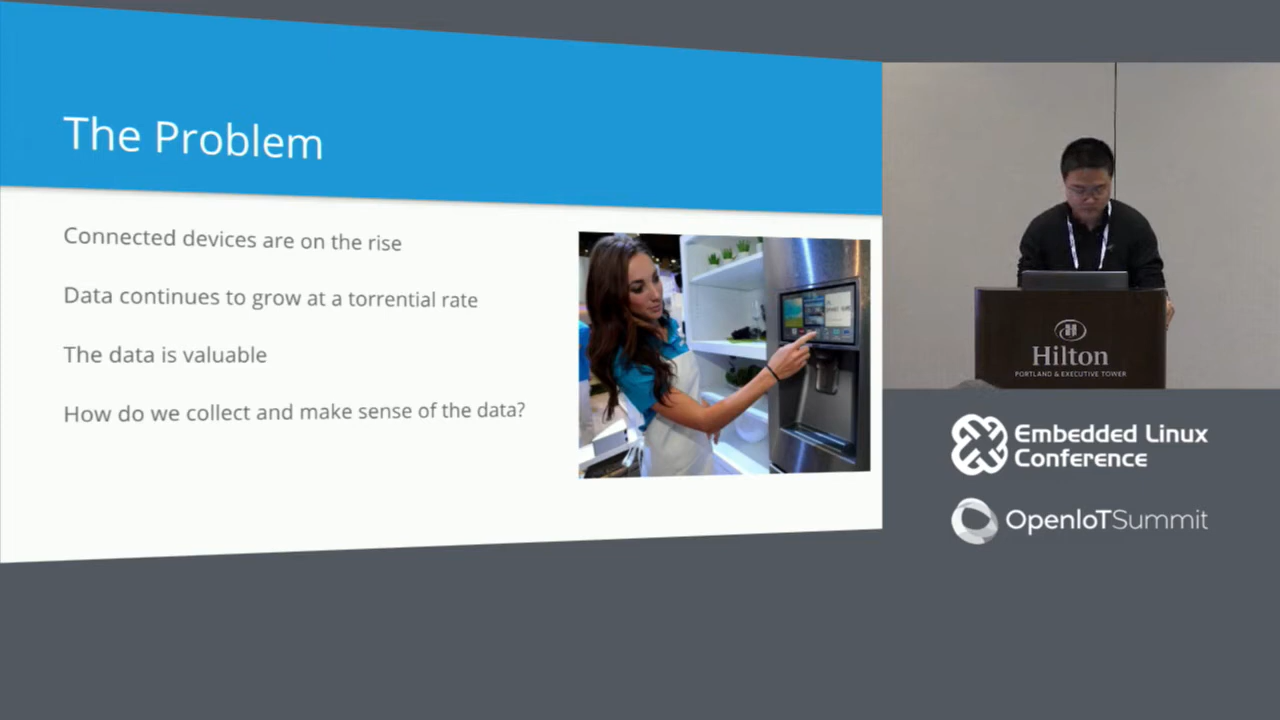 The Problem
Connected devices are on the rise
Data continues to grow at a torrential rate
The data is valuable
How do we collect and make sense of the data?
Hilton
PORTLAND & EXECUTIVE TOWER
Embedded Linux
Conference
OpenIoTSummit